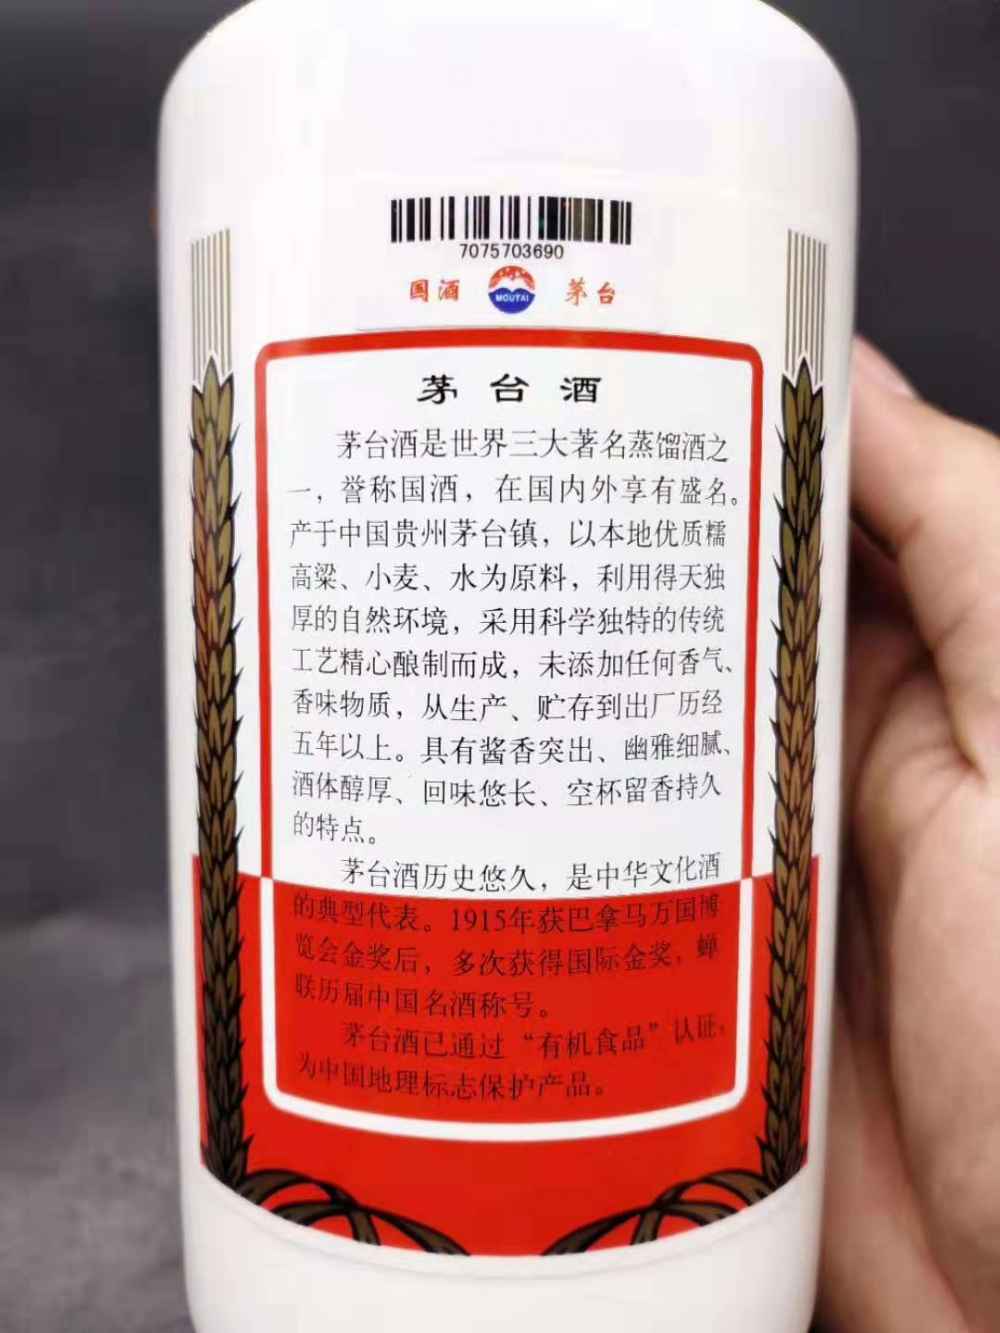 7075703690
国酒 MOUTAI 茅台
茅台酒
茅台酒是世界三大著名蒸馏酒之
一，誉称国酒，在国内外享有盛名。
产于中国贵州茅台镇，以本地优质糯
高粱、小麦、水为原料，利用得天独
厚的自然环境，采用科学独特的传统
工艺精心酿制而成，未添加任何香气、
香味物质，从生产、贮存到出厂历经
五年以上。具有酱香突出、幽雅细腻、
酒体醇厚、回味悠长、空杯留香持久
的特点。
茅台酒历史悠久，是中华文化酒
的典型代表。1915年获巴拿马万国博
览会金奖后，多次获得国际金奖，蝉
联历届中国名酒称号。
茅台酒已通过“有机食品”认证，
为中国地理标志保护产品。